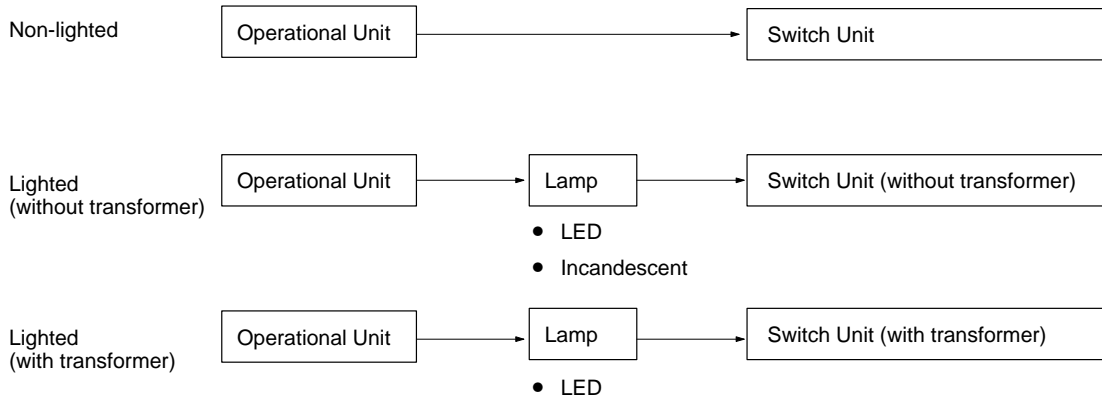 Non-lighted
Operational Unit
Switch Unit
Lighted
(without transformer)
Operational Unit
Lamp
Switch Unit (without transformer)
● LED
● Incandescent
Lighted
(with transformer)
Operational Unit
Lamp
Switch Unit (with transformer)
● LED